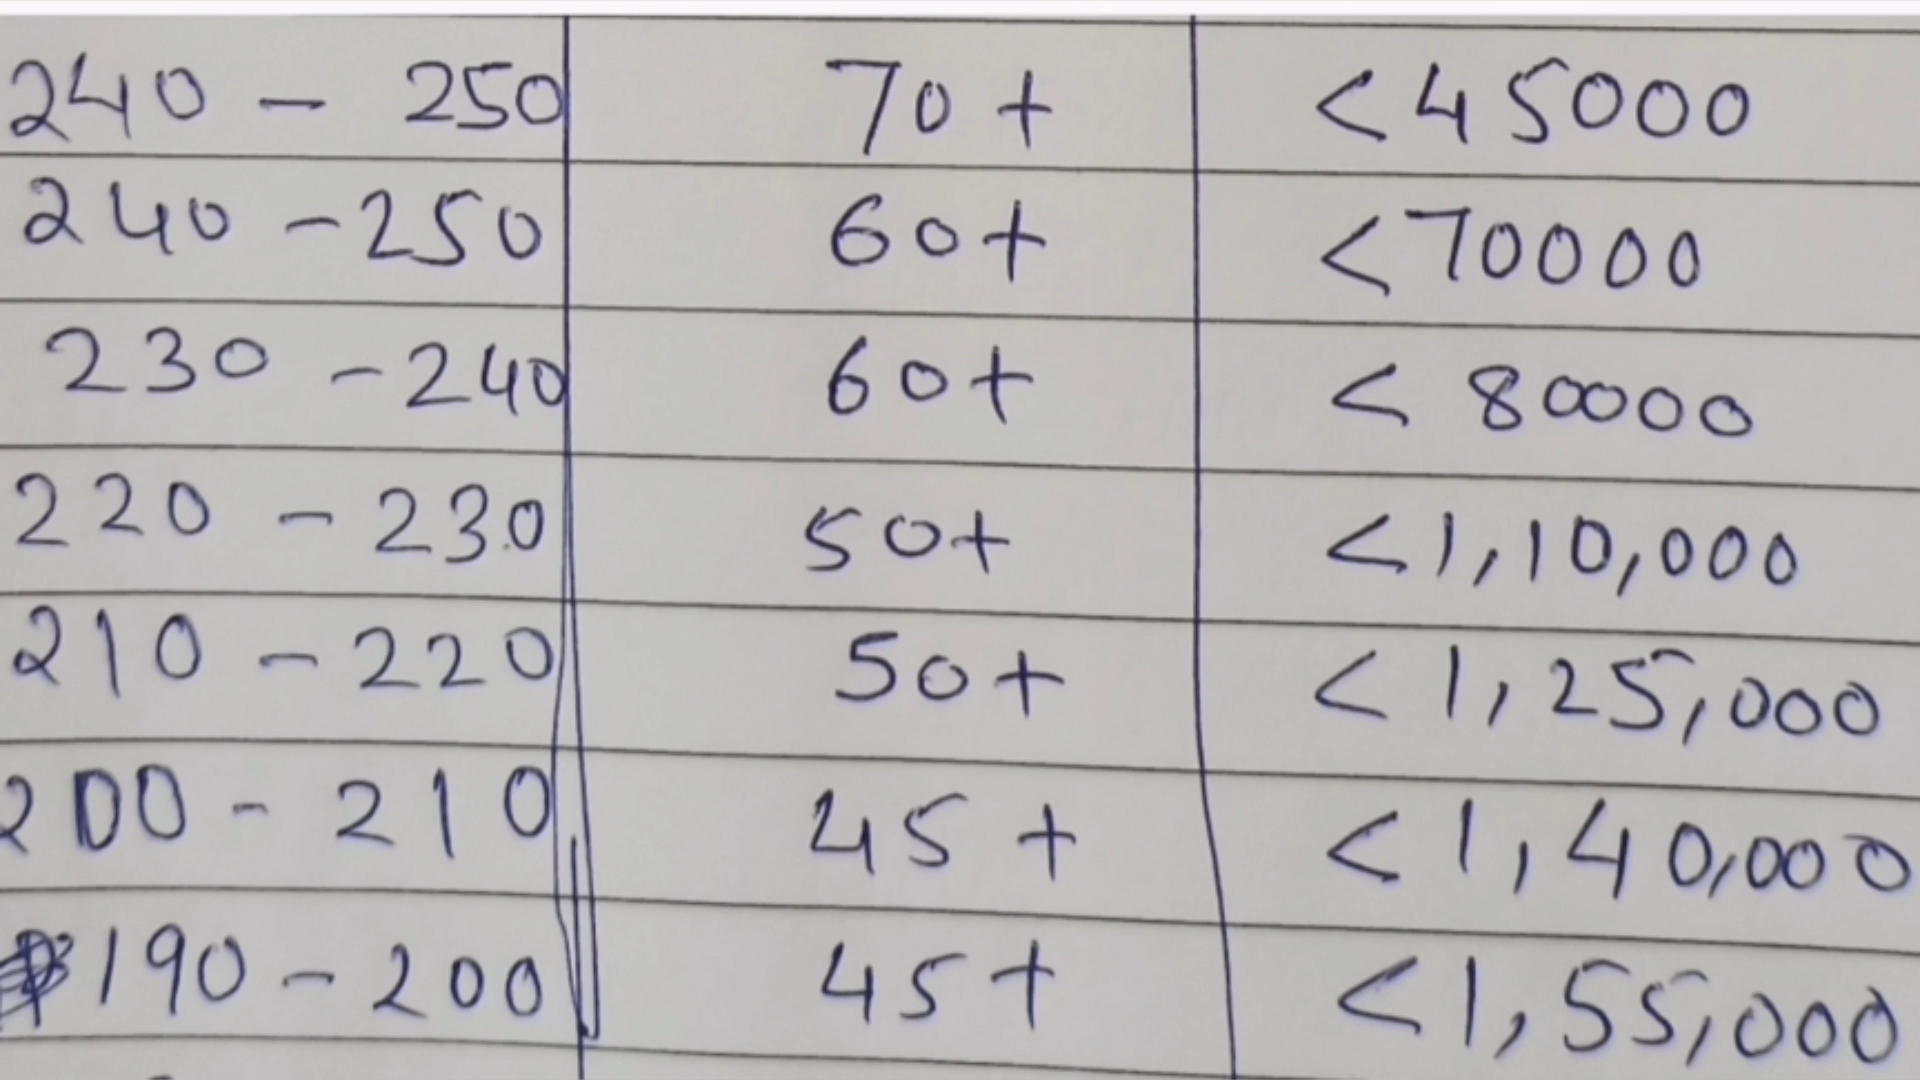 240 - 250 70+ <45000
240 - 250 60+ <70000
230 - 240 60+ < 80000
220 - 230 50+ <1,10,000
210 - 220 50+ <1,25,000
200 - 210 45+ <1,40,000
190 - 200 45+ <1,55,000